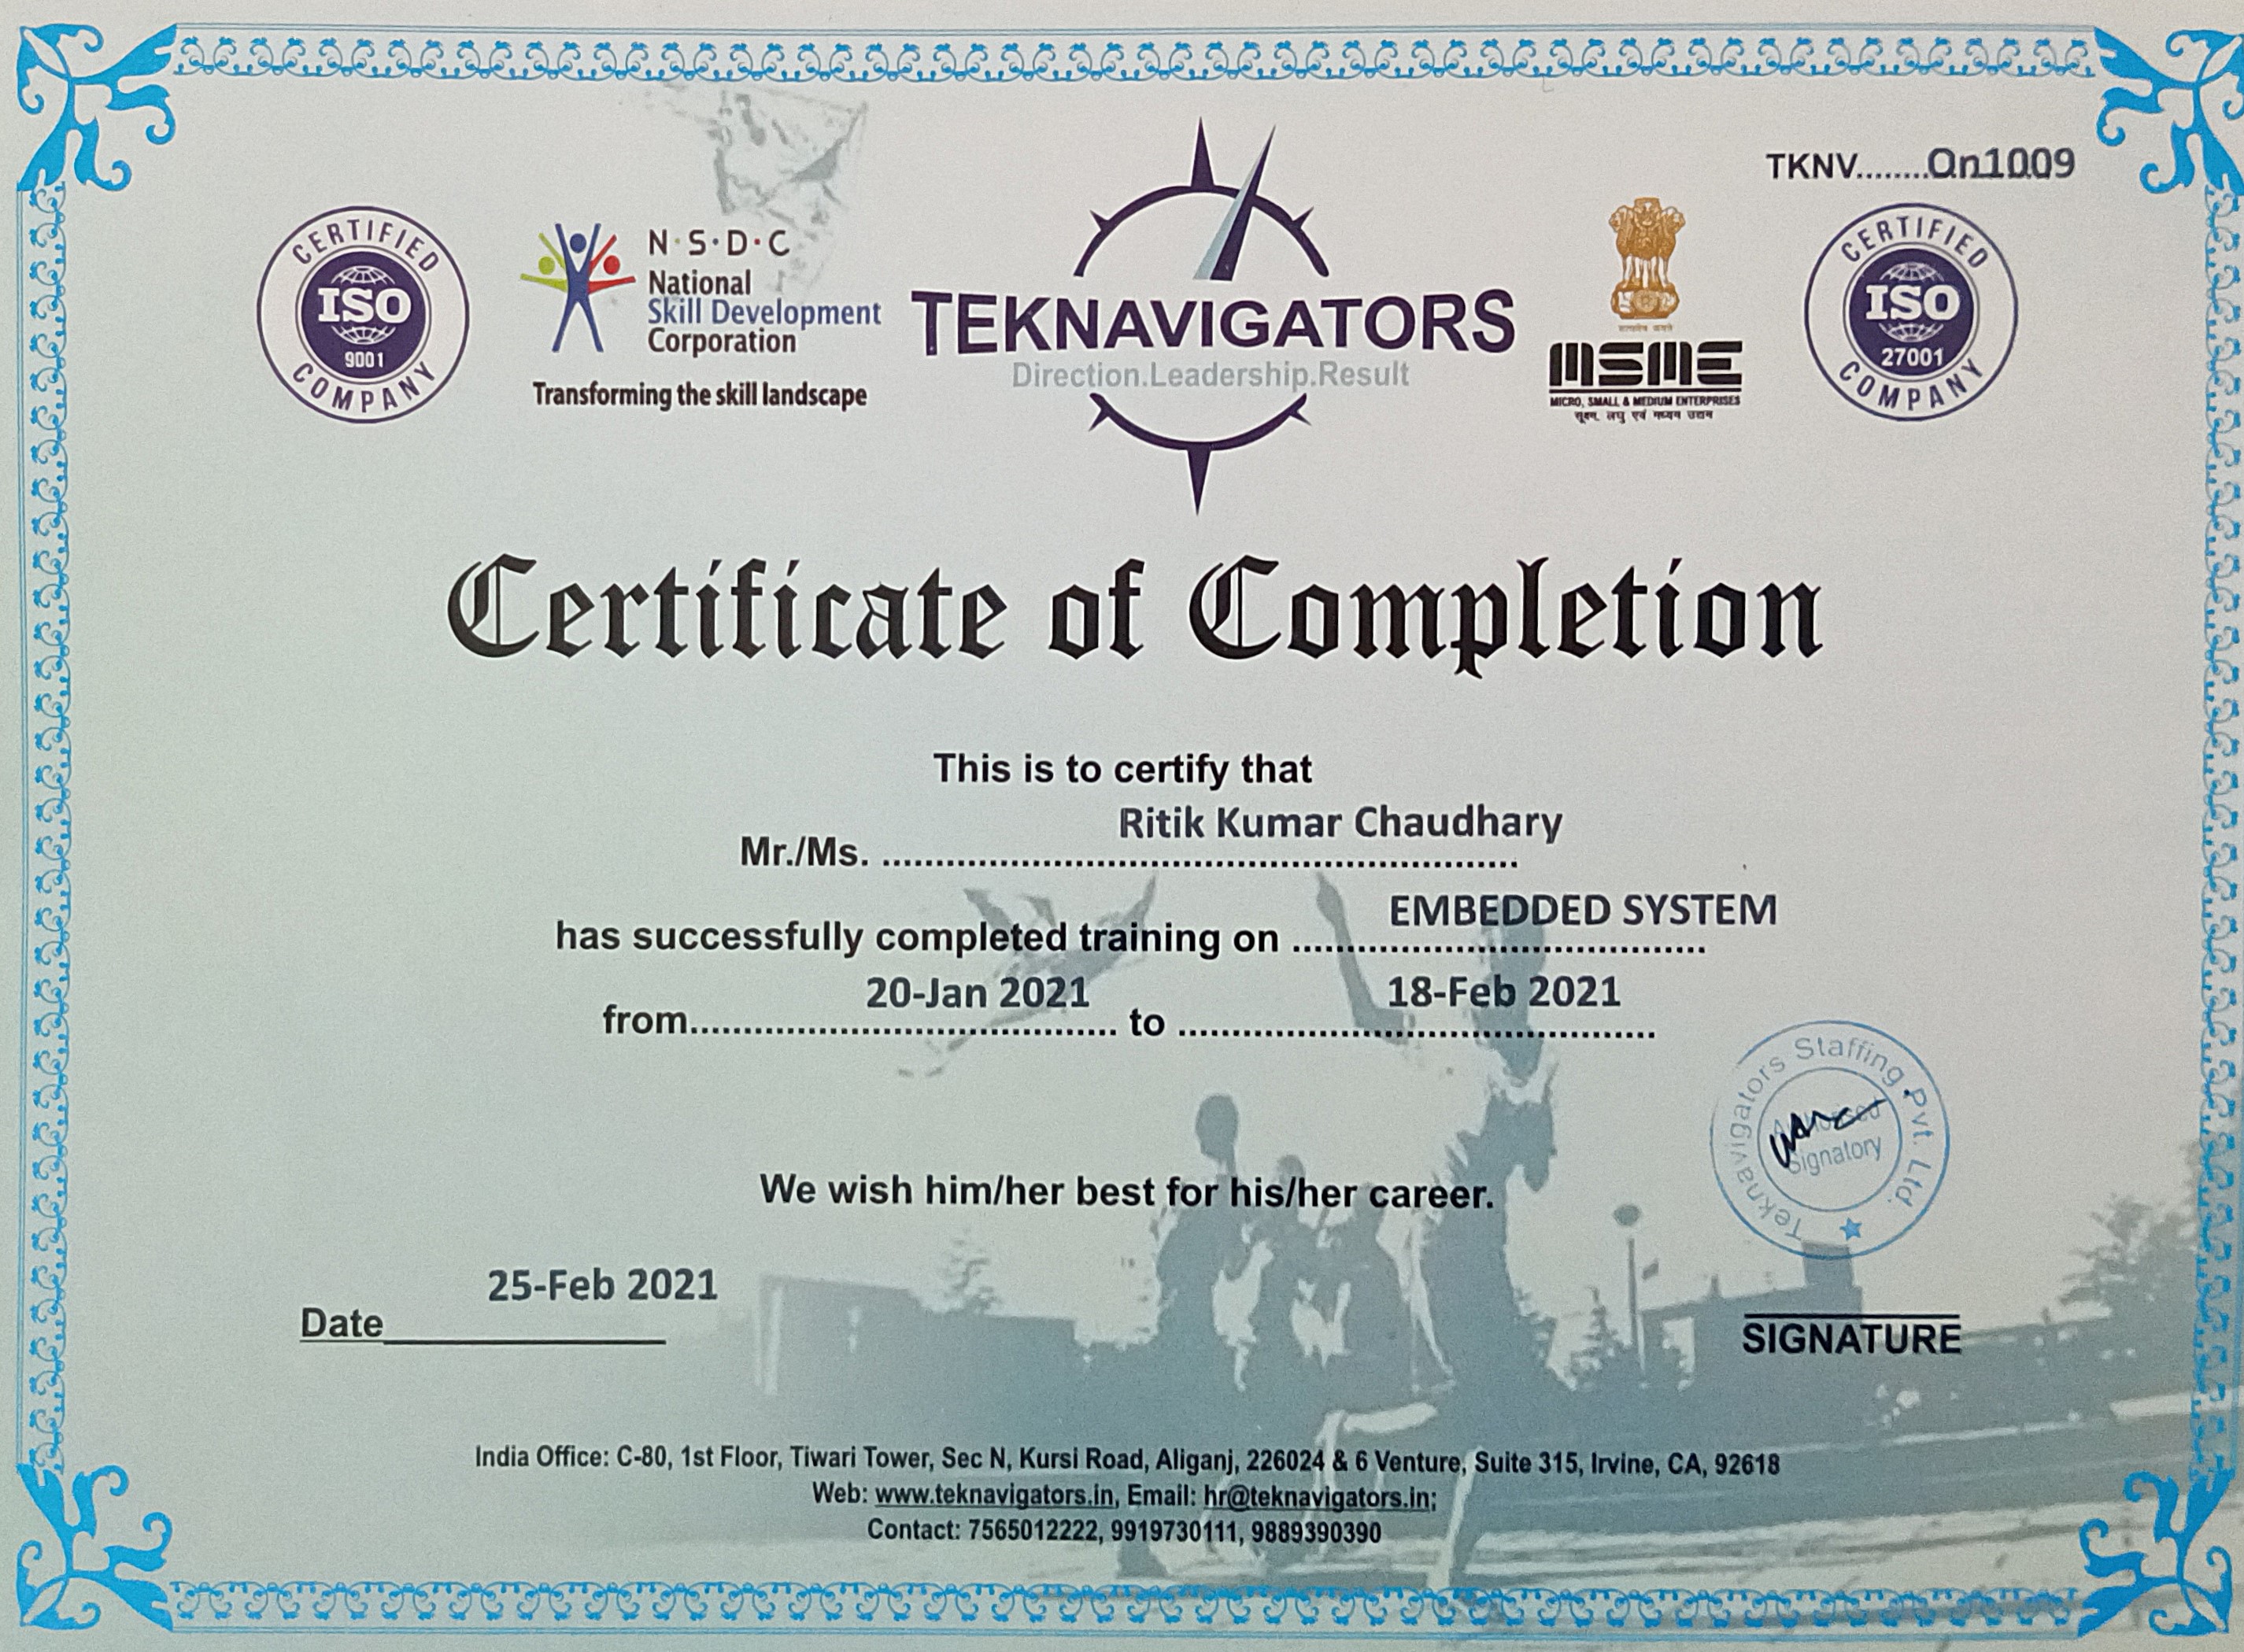 TKNV........On1009
CERTIFIED
ISO
9001
COMPANY
N·S·D·C
National
Skill Development
Corporation
Transforming the skill landscape
TEKNAVIGATORS
Direction.Leadership.Result
सत्यमेव जयते
MSME
MICRO, SMALL & MEDIUM ENTERPRISES
सूक्ष्म, लघु एवं मध्यम उद्यम
CERTIFIED
ISO
27001
COMPANY
Certificate of Completion
This is to certify that
Mr./Ms. Ritik Kumar Chaudhary
has successfully completed training on EMBEDDED SYSTEM
from 20-Jan 2021 to 18-Feb 2021
Teknavigators Staffing Pvt. Ltd.
Authorised
Signatory
We wish him/her best for his/her career.
Date 25-Feb 2021
SIGNATURE
India Office: C-80, 1st Floor, Tiwari Tower, Sec N, Kursi Road, Aliganj, 226024 & 6 Venture, Suite 315, Irvine, CA, 92618
Web: www.teknavigators.in, Email: hr@teknavigators.in;
Contact: 7565012222, 9919730111, 9889390390